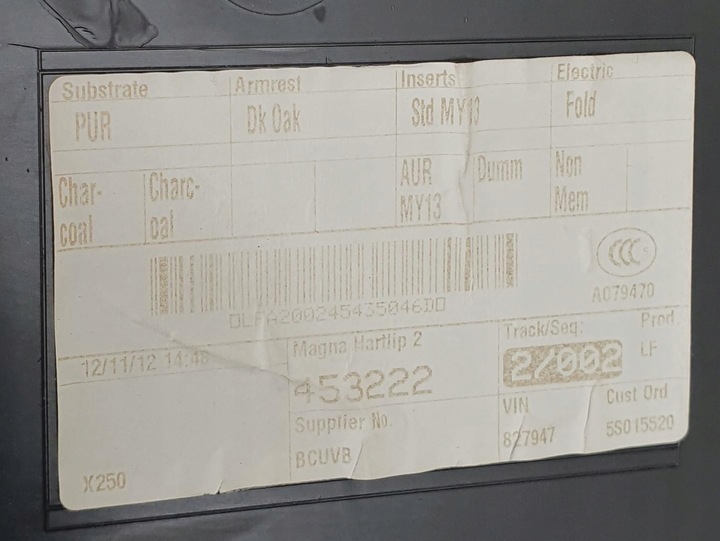 Substrate Armrest Inserts Electric
PUR Dk Oak Std MY13 Fold
Char- Charc- AUR Dumm Non
coal oal MY13 Mem
CCC S
A079470
12/11/12 14:48 Magna Hartlip 2 Track/Seq: Prod
453222 2/002 LF
Supplier No. VIN Cust Ord
X250 BCUVB 827947 5S015520